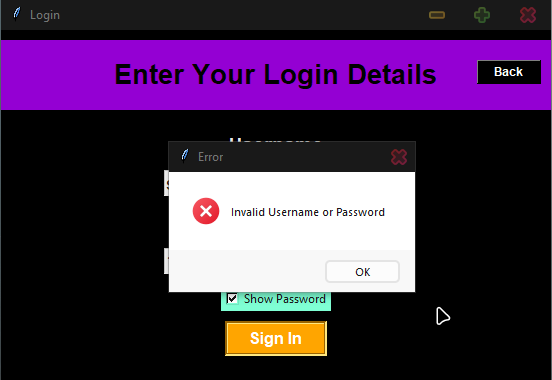 Login
Enter Your Login Details
Back
Username
Error
Invalid Username or Password
OK
Show Password
Sign In